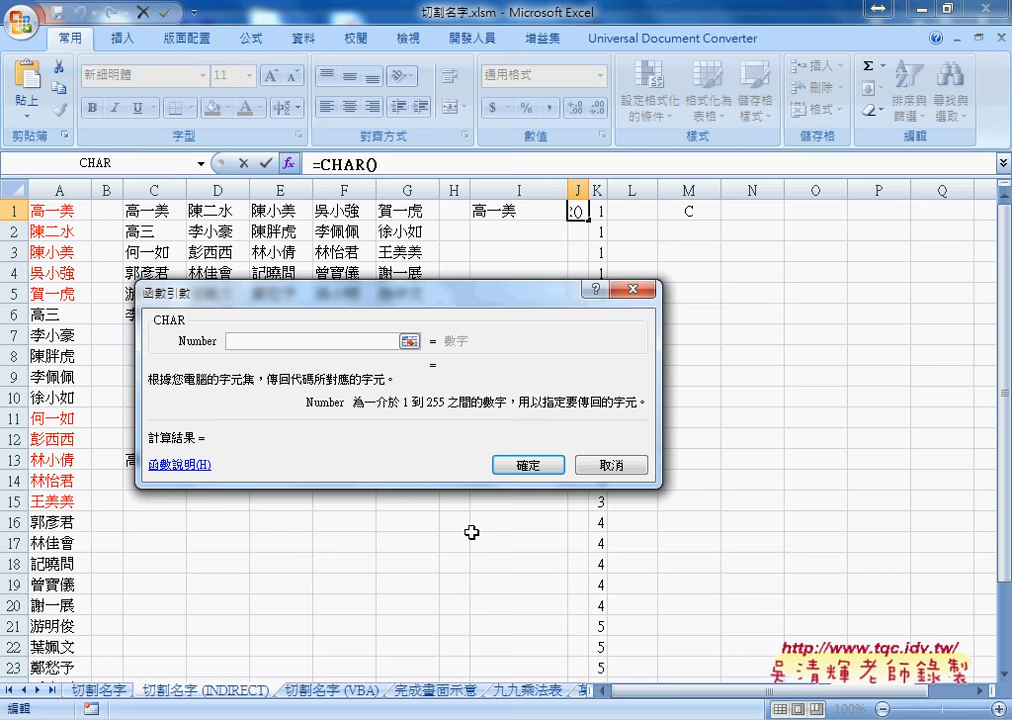 切割名字.xlsm - Microsoft Excel
常用 插入 版面配置 公式 資料 校閱 檢視 開發人員 增益集 Universal Document Converter
新細明體 11 通用格式 插入 Σ
貼上 B I U 設定格式化 格式化為 儲存格 刪除 排序與 尋找與
的條件 表格 樣式 格式 篩選 選取
剪貼簿 字型 對齊方式 數值 樣式 儲存格 編輯
CHAR =CHAR()
A B C D E F G H I J K L M N O P Q
1 高一美 高一美 陳二水 陳小美 吳小強 賀一虎 高一美 :() 1 C
2 陳二水 高三 李小豪 陳胖虎 李佩佩 徐小如 1
3 陳小美 何一如 彭西西 林小倩 林怡君 王美美 1
4 吳小強 郭彥君 林佳會 記曉問 曾寶儀 謝一展 1
5 賀一虎
6 高三
7 李小豪
8 陳胖虎
9 李佩佩
10 徐小如
11 何一如
12 彭西西
13 林小倩
14 林怡君
15 王美美 3
16 郭彥君 4
17 林佳會 4
18 記曉問 4
19 曾寶儀 4
20 謝一展 4
21 游明俊 5
22 葉姵文 5
23 鄭愁予 5
函數引數
CHAR
Number = 數字
=
根據您電腦的字元集，傳回代碼所對應的字元。
Number 為一介於 1 到 255 之間的數字，用以指定要傳回的字元。
計算結果 =
函數說明(H) 確定 取消
http://www.tqc.idv.tw/
吳清輝老師錄製
切割名字 切割名字 (INDIRECT) 切割名字 (VBA) 完成畫面示意 九九乘法表
編輯 100%